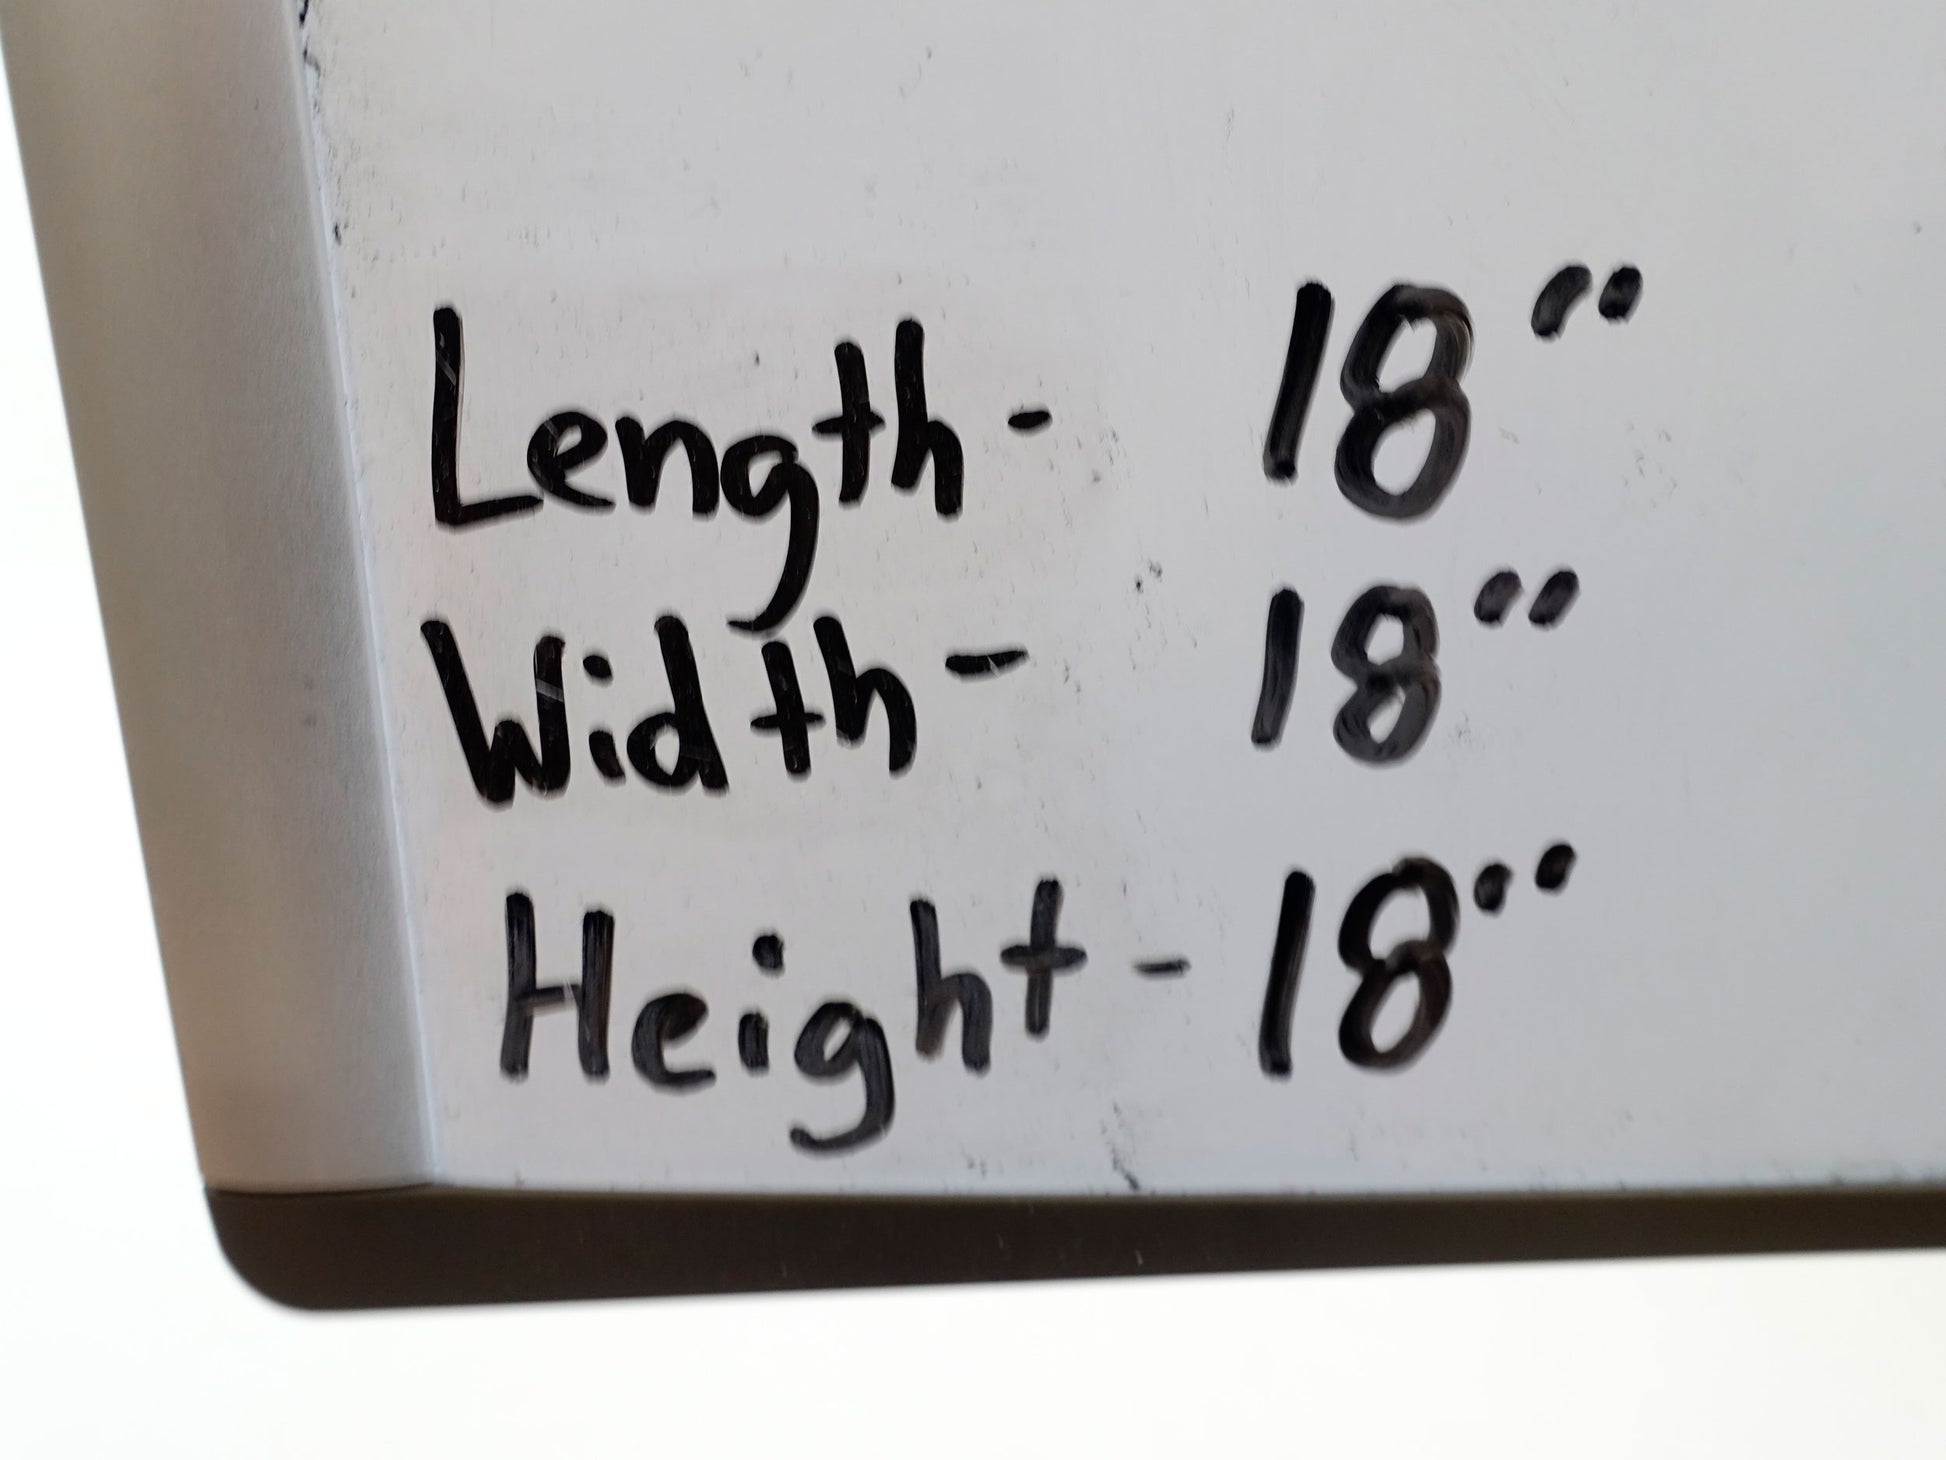 Length- 18"
Width- 18"
Height- 18"